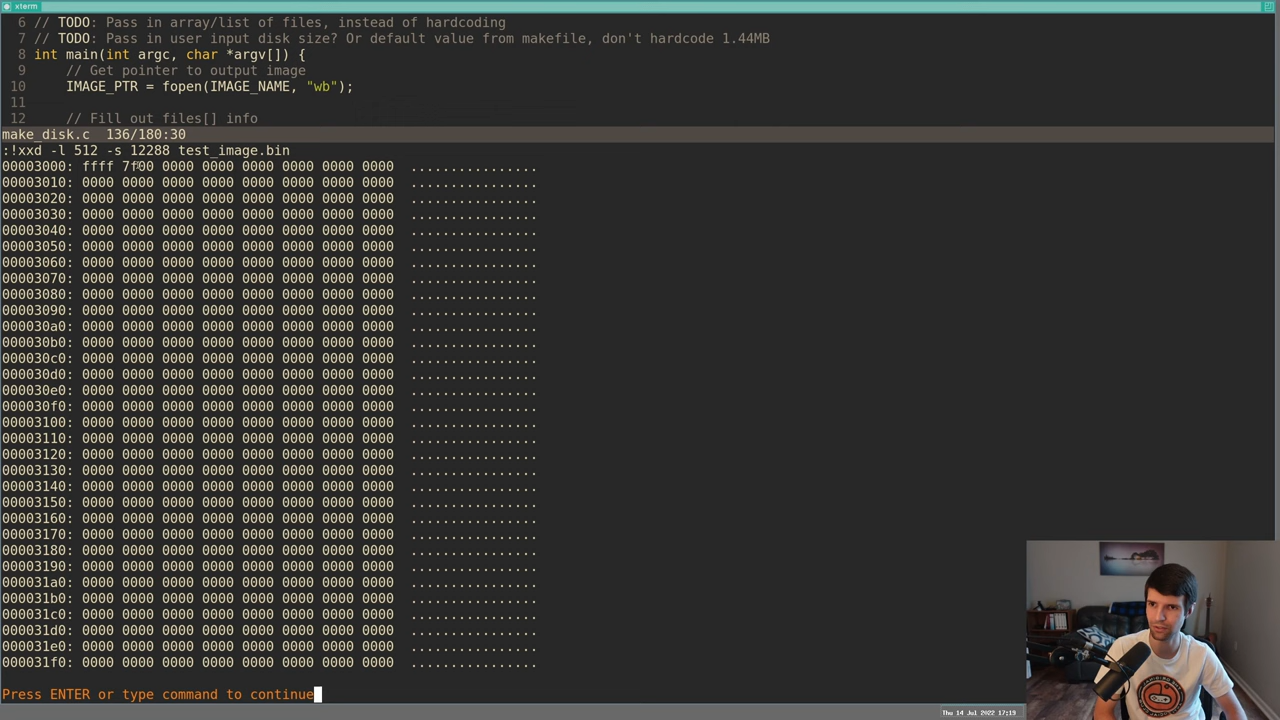 xterm
6 // TODO: Pass in array/list of files, instead of hardcoding
7 // TODO: Pass in user input disk size? Or default value from makefile, don't hardcode 1.44MB
8 int main(int argc, char *argv[]) {
9     // Get pointer to output image
10     IMAGE_PTR = fopen(IMAGE_NAME, "wb");
11
12     // Fill out files[] info
make_disk.c  136/180:30
:!xxd -l 512 -s 12288 test_image.bin
00003000: ffff 7f00 0000 0000 0000 0000 0000 0000  ................
00003010: 0000 0000 0000 0000 0000 0000 0000 0000  ................
00003020: 0000 0000 0000 0000 0000 0000 0000 0000  ................
00003030: 0000 0000 0000 0000 0000 0000 0000 0000  ................
00003040: 0000 0000 0000 0000 0000 0000 0000 0000  ................
00003050: 0000 0000 0000 0000 0000 0000 0000 0000  ................
00003060: 0000 0000 0000 0000 0000 0000 0000 0000  ................
00003070: 0000 0000 0000 0000 0000 0000 0000 0000  ................
00003080: 0000 0000 0000 0000 0000 0000 0000 0000  ................
00003090: 0000 0000 0000 0000 0000 0000 0000 0000  ................
000030a0: 0000 0000 0000 0000 0000 0000 0000 0000  ................
000030b0: 0000 0000 0000 0000 0000 0000 0000 0000  ................
000030c0: 0000 0000 0000 0000 0000 0000 0000 0000  ................
000030d0: 0000 0000 0000 0000 0000 0000 0000 0000  ................
000030e0: 0000 0000 0000 0000 0000 0000 0000 0000  ................
000030f0: 0000 0000 0000 0000 0000 0000 0000 0000  ................
00003100: 0000 0000 0000 0000 0000 0000 0000 0000  ................
00003110: 0000 0000 0000 0000 0000 0000 0000 0000  ................
00003120: 0000 0000 0000 0000 0000 0000 0000 0000  ................
00003130: 0000 0000 0000 0000 0000 0000 0000 0000  ................
00003140: 0000 0000 0000 0000 0000 0000 0000 0000  ................
00003150: 0000 0000 0000 0000 0000 0000 0000 0000  ................
00003160: 0000 0000 0000 0000 0000 0000 0000 0000  ................
00003170: 0000 0000 0000 0000 0000 0000 0000 0000  ................
00003180: 0000 0000 0000 0000 0000 0000 0000 0000  ................
00003190: 0000 0000 0000 0000 0000 0000 0000 0000  ................
000031a0: 0000 0000 0000 0000 0000 0000 0000 0000  ................
000031b0: 0000 0000 0000 0000 0000 0000 0000 0000  ................
000031c0: 0000 0000 0000 0000 0000 0000 0000 0000  ................
000031d0: 0000 0000 0000 0000 0000 0000 0000 0000  ................
000031e0: 0000 0000 0000 0000 0000 0000 0000 0000  ................
000031f0: 0000 0000 0000 0000 0000 0000 0000 0000  ................
Press ENTER or type command to continue
Thu 14 Jul 2022 17:19